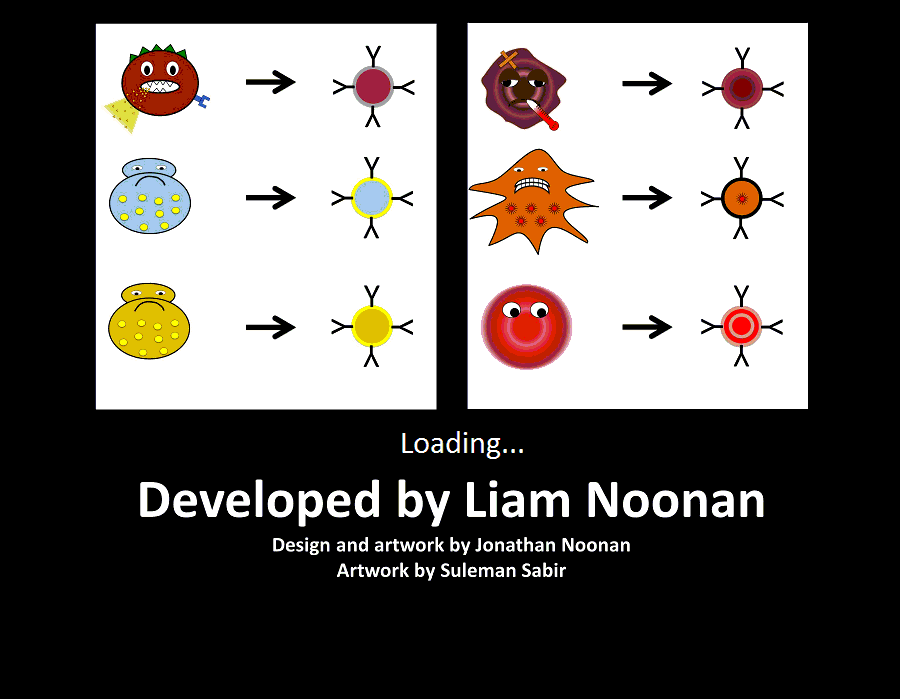 Loading...
Developed by Liam Noonan
Design and artwork by Jonathan Noonan
Artwork by Suleman Sabir